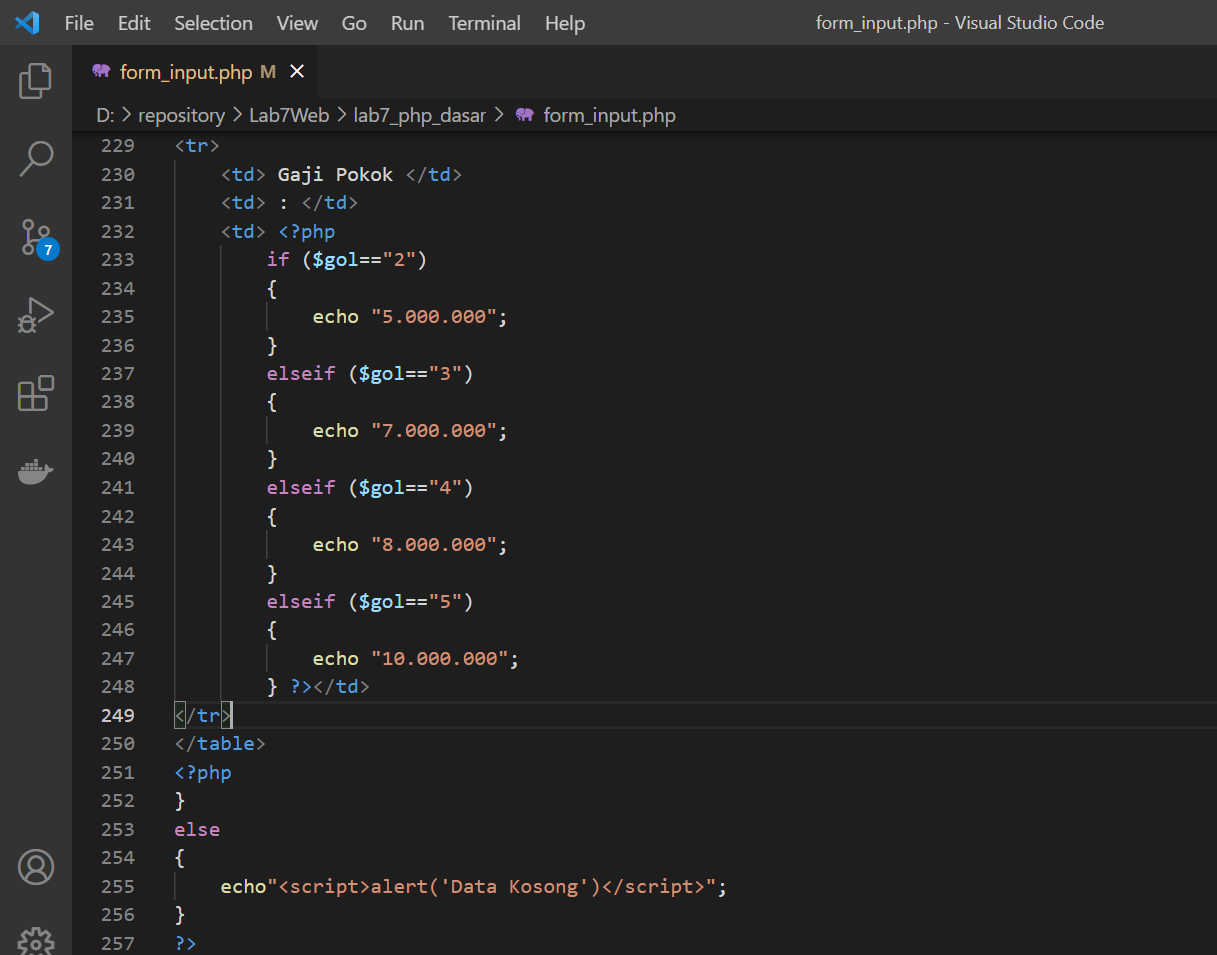 File Edit Selection View Go Run Terminal Help form_input.php - Visual Studio Code
form_input.php M
D: > repository > Lab7Web > lab7_php_dasar > form_input.php
229 <tr>
230 <td> Gaji Pokok </td>
231 <td> : </td>
232 <td> <?php
233 if ($gol=="2")
234 {
235 echo "5.000.000";
236 }
237 elseif ($gol=="3")
238 {
239 echo "7.000.000";
240 }
241 elseif ($gol=="4")
242 {
243 echo "8.000.000";
244 }
245 elseif ($gol=="5")
246 {
247 echo "10.000.000";
248 } ?></td>
249 </tr>
250 </table>
251 <?php
252 }
253 else
254 {
255 echo"<script>alert('Data Kosong')</script>";
256 }
257 ?>
7